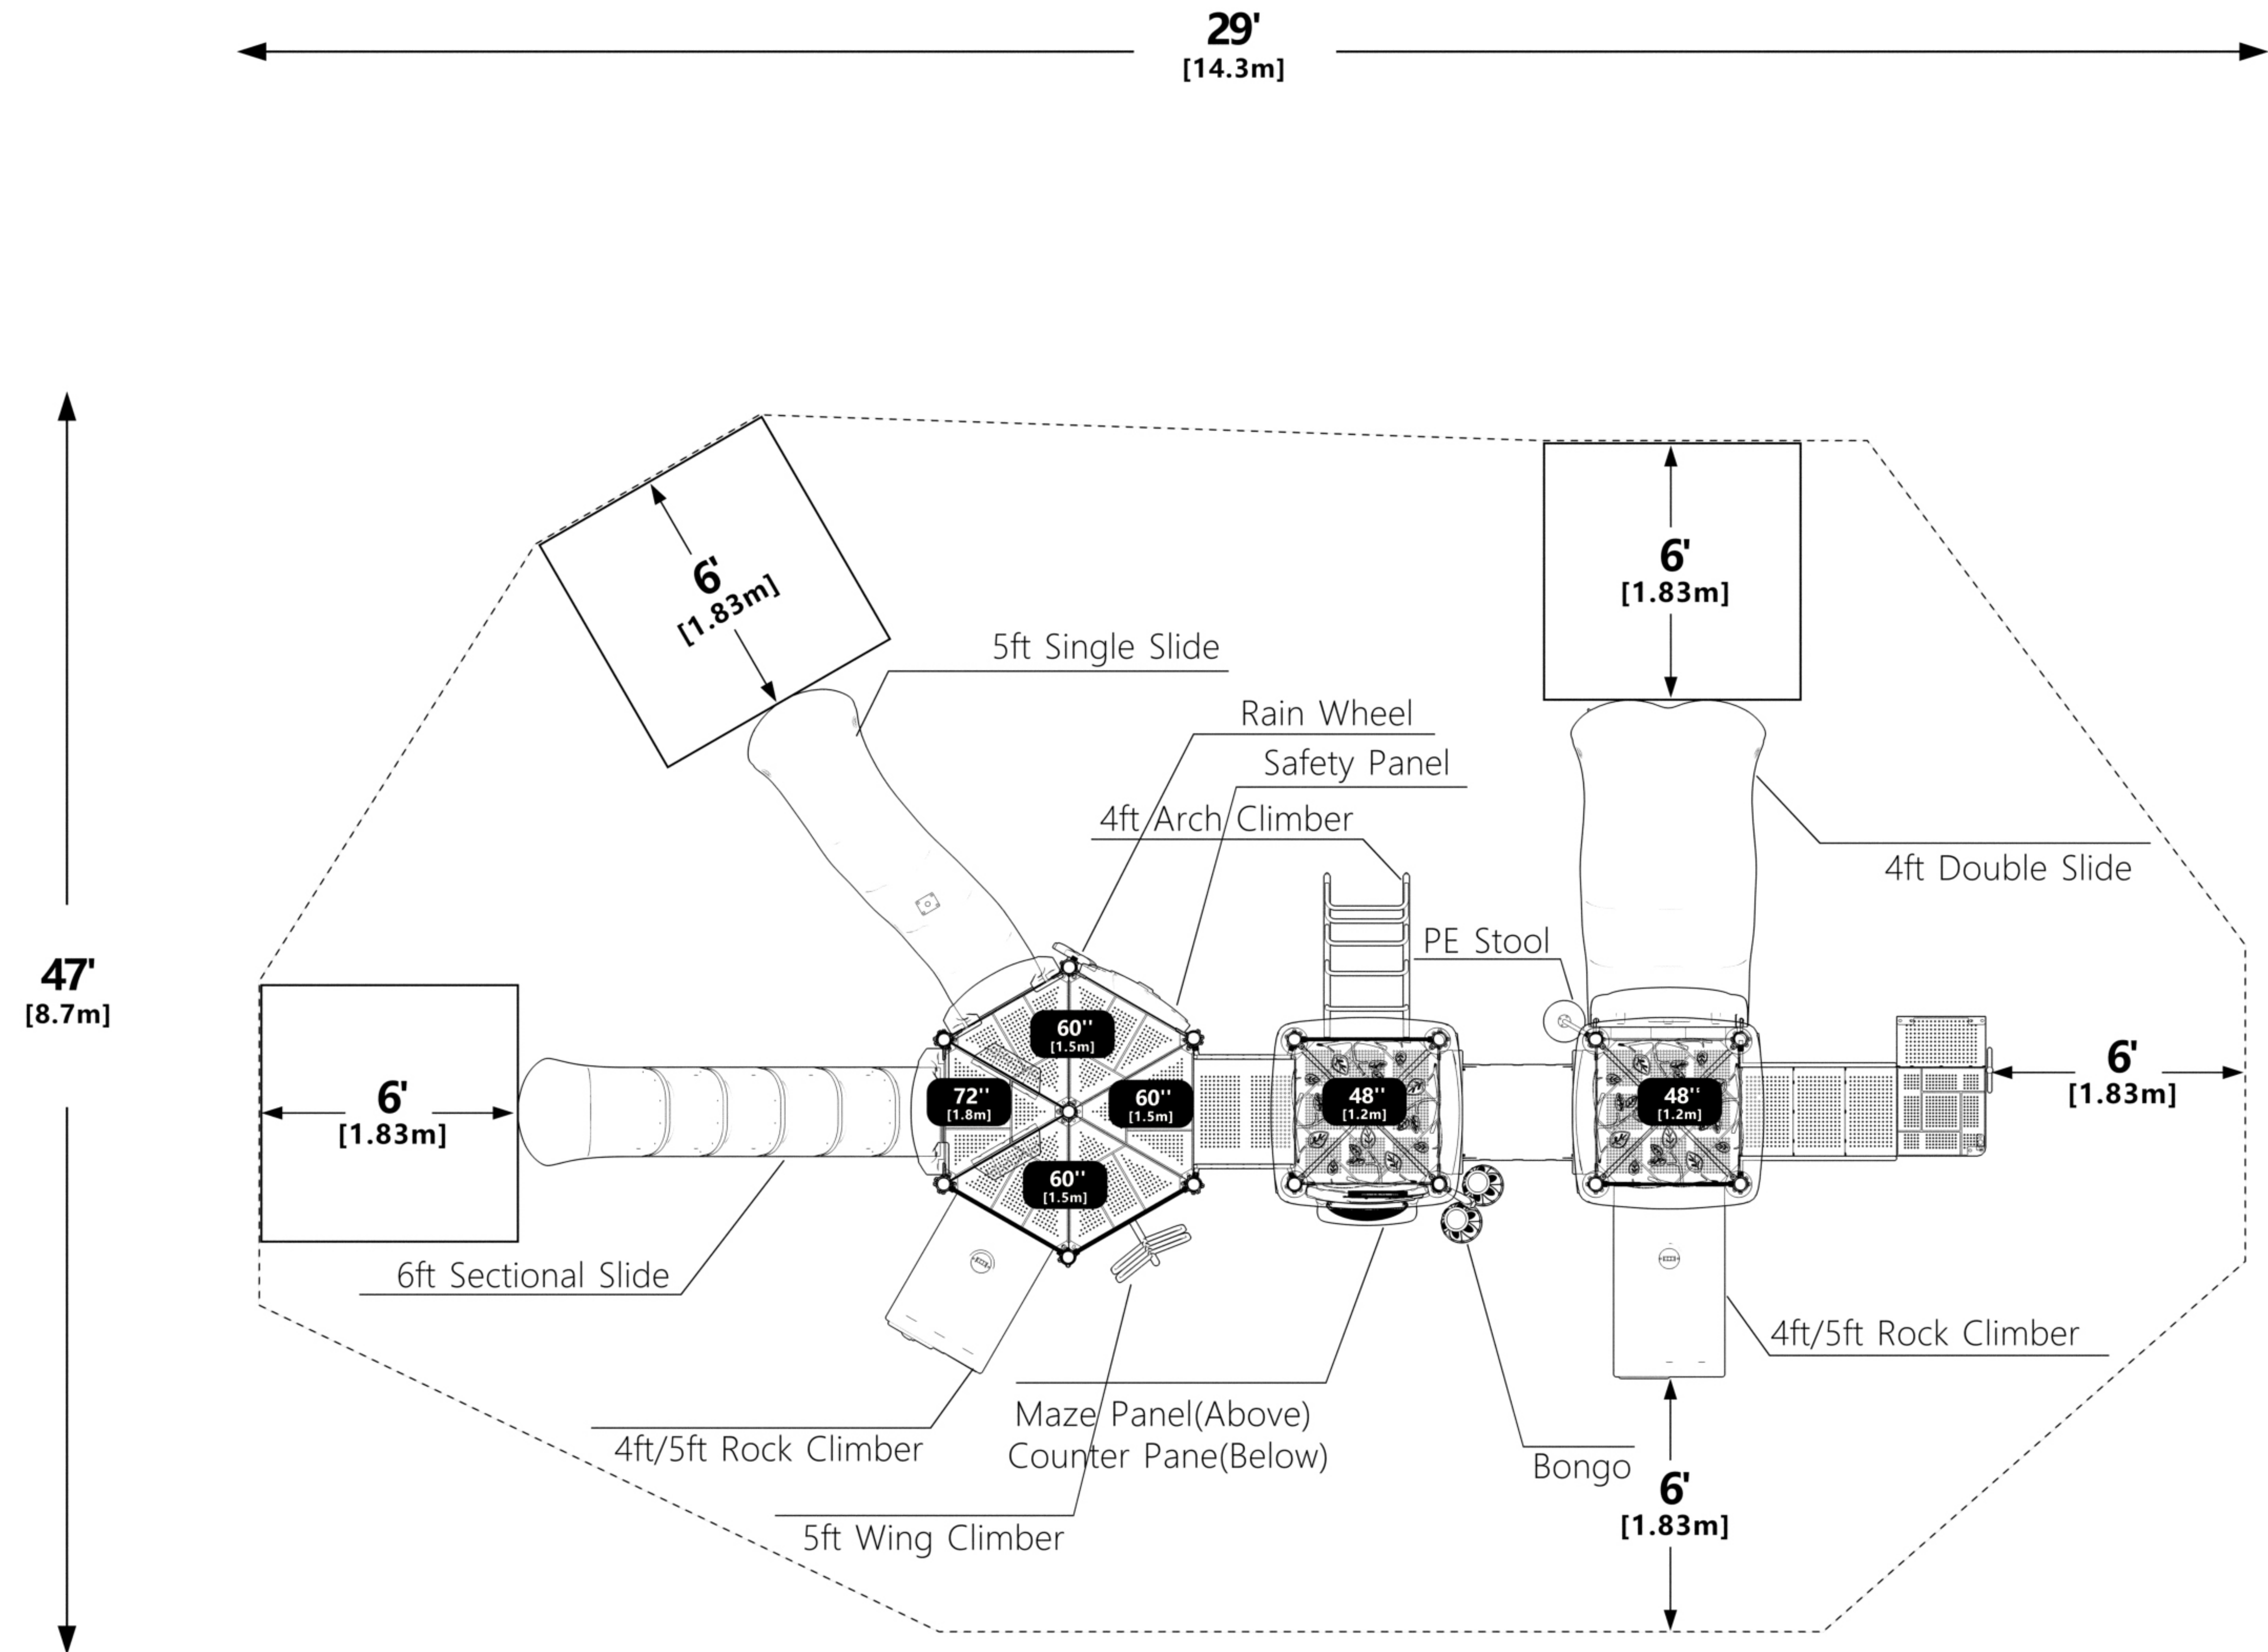 29'
[14.3m]
6'
[1.83m]
6'
[1.83m]
5ft Single Slide
Rain Wheel
Safety Panel
4ft Arch Climber
4ft Double Slide
PE Stool
47'
[8.7m]
60''
[1.5m]
72''
[1.8m]
60''
[1.5m]
48''
[1.2m]
48''
[1.2m]
6'
[1.83m]
6'
[1.83m]
60''
[1.5m]
6ft Sectional Slide
4ft/5ft Rock Climber
Maze Panel(Above)
Counter Pane(Below)
4ft/5ft Rock Climber
Bongo
5ft Wing Climber
6'
[1.83m]